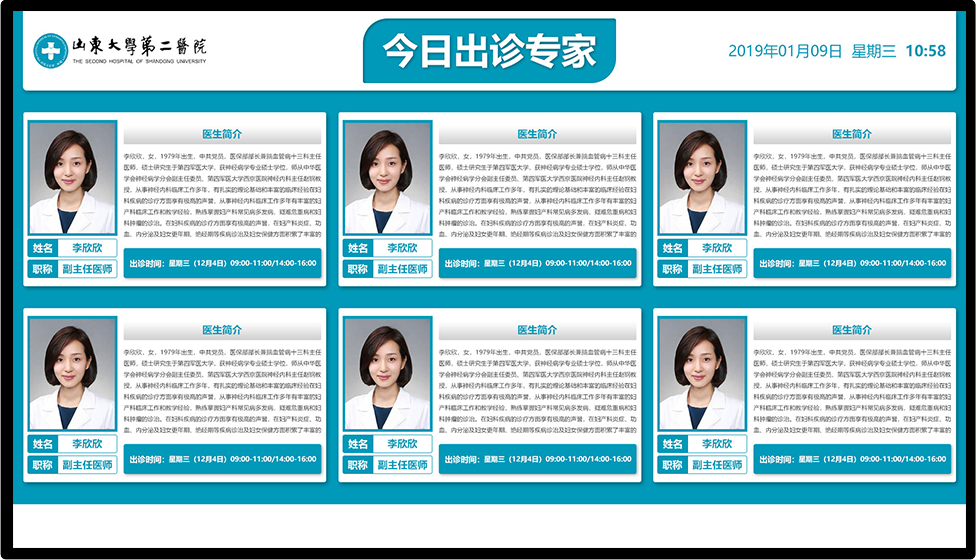 山東大學第二醫院
THE SECOND HOSPITAL OF SHANDONG UNIVERSITY
今日出诊专家
2019年01月09日 星期三 10:58
医生简介
李欣欣，女，1979年出生，中共党员，医保部部长兼脑血管病十三科主任
医师，硕士研究生于第四军医大学，获神经病学专业硕士学位，师从中华医
学会神经病学分会副主任委员、第四军医大学西京医院神经内科主任赵钢教
授，从事神经内科临床工作多年，有扎实的理论基础和丰富的临床经验在妇
科疾病的诊疗方面享有极高的声誉，从事神经内科临床工作多年有丰富的妇
产科临床工作和教学经验，熟练掌握妇产科常见病多发病、疑难危重病和妇
科肿瘤的诊治。在妇科疾病的诊疗方面享有极高的声誉，在妇产科炎症、功
血、内分泌及妇女更年期、绝经期等疾病诊治及妇女保健方面积累了丰富的
姓名 李欣欣
职称 副主任医师
出诊时间：星期三（12月4日）09:00-11:00/14:00-16:00
医生简介
李欣欣，女，1979年出生，中共党员，医保部部长兼脑血管病十三科主任
医师，硕士研究生于第四军医大学，获神经病学专业硕士学位，师从中华医
学会神经病学分会副主任委员、第四军医大学西京医院神经内科主任赵钢教
授，从事神经内科临床工作多年，有扎实的理论基础和丰富的临床经验在妇
科疾病的诊疗方面享有极高的声誉，从事神经内科临床工作多年有丰富的妇
产科临床工作和教学经验，熟练掌握妇产科常见病多发病、疑难危重病和妇
科肿瘤的诊治。在妇科疾病的诊疗方面享有极高的声誉，在妇产科炎症、功
血、内分泌及妇女更年期、绝经期等疾病诊治及妇女保健方面积累了丰富的
姓名 李欣欣
职称 副主任医师
出诊时间：星期三（12月4日）09:00-11:00/14:00-16:00
医生简介
李欣欣，女，1979年出生，中共党员，医保部部长兼脑血管病十三科主任
医师，硕士研究生于第四军医大学，获神经病学专业硕士学位，师从中华医
学会神经病学分会副主任委员、第四军医大学西京医院神经内科主任赵钢教
授，从事神经内科临床工作多年，有扎实的理论基础和丰富的临床经验在妇
科疾病的诊疗方面享有极高的声誉，从事神经内科临床工作多年有丰富的妇
产科临床工作和教学经验，熟练掌握妇产科常见病多发病、疑难危重病和妇
科肿瘤的诊治。在妇科疾病的诊疗方面享有极高的声誉，在妇产科炎症、功
血、内分泌及妇女更年期、绝经期等疾病诊治及妇女保健方面积累了丰富的
姓名 李欣欣
职称 副主任医师
出诊时间：星期三（12月4日）09:00-11:00/14:00-16:00
医生简介
李欣欣，女，1979年出生，中共党员，医保部部长兼脑血管病十三科主任
医师，硕士研究生于第四军医大学，获神经病学专业硕士学位，师从中华医
学会神经病学分会副主任委员、第四军医大学西京医院神经内科主任赵钢教
授，从事神经内科临床工作多年，有扎实的理论基础和丰富的临床经验在妇
科疾病的诊疗方面享有极高的声誉，从事神经内科临床工作多年有丰富的妇
产科临床工作和教学经验，熟练掌握妇产科常见病多发病、疑难危重病和妇
科肿瘤的诊治。在妇科疾病的诊疗方面享有极高的声誉，在妇产科炎症、功
血、内分泌及妇女更年期、绝经期等疾病诊治及妇女保健方面积累了丰富的
姓名 李欣欣
职称 副主任医师
出诊时间：星期三（12月4日）09:00-11:00/14:00-16:00
医生简介
李欣欣，女，1979年出生，中共党员，医保部部长兼脑血管病十三科主任
医师，硕士研究生于第四军医大学，获神经病学专业硕士学位，师从中华医
学会神经病学分会副主任委员、第四军医大学西京医院神经内科主任赵钢教
授，从事神经内科临床工作多年，有扎实的理论基础和丰富的临床经验在妇
科疾病的诊疗方面享有极高的声誉，从事神经内科临床工作多年有丰富的妇
产科临床工作和教学经验，熟练掌握妇产科常见病多发病、疑难危重病和妇
科肿瘤的诊治。在妇科疾病的诊疗方面享有极高的声誉，在妇产科炎症、功
血、内分泌及妇女更年期、绝经期等疾病诊治及妇女保健方面积累了丰富的
姓名 李欣欣
职称 副主任医师
出诊时间：星期三（12月4日）09:00-11:00/14:00-16:00
医生简介
李欣欣，女，1979年出生，中共党员，医保部部长兼脑血管病十三科主任
医师，硕士研究生于第四军医大学，获神经病学专业硕士学位，师从中华医
学会神经病学分会副主任委员、第四军医大学西京医院神经内科主任赵钢教
授，从事神经内科临床工作多年，有扎实的理论基础和丰富的临床经验在妇
科疾病的诊疗方面享有极高的声誉，从事神经内科临床工作多年有丰富的妇
产科临床工作和教学经验，熟练掌握妇产科常见病多发病、疑难危重病和妇
科肿瘤的诊治。在妇科疾病的诊疗方面享有极高的声誉，在妇产科炎症、功
血、内分泌及妇女更年期、绝经期等疾病诊治及妇女保健方面积累了丰富的
姓名 李欣欣
职称 副主任医师
出诊时间：星期三（12月4日）09:00-11:00/14:00-16:00